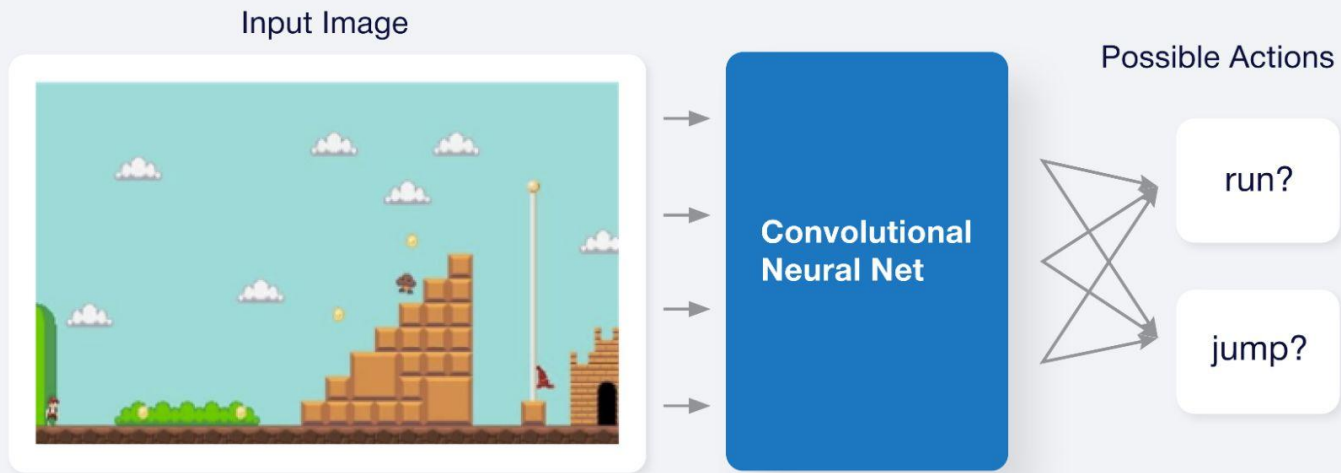 Input Image
Possible Actions
Convolutional
Neural Net
run?
jump?